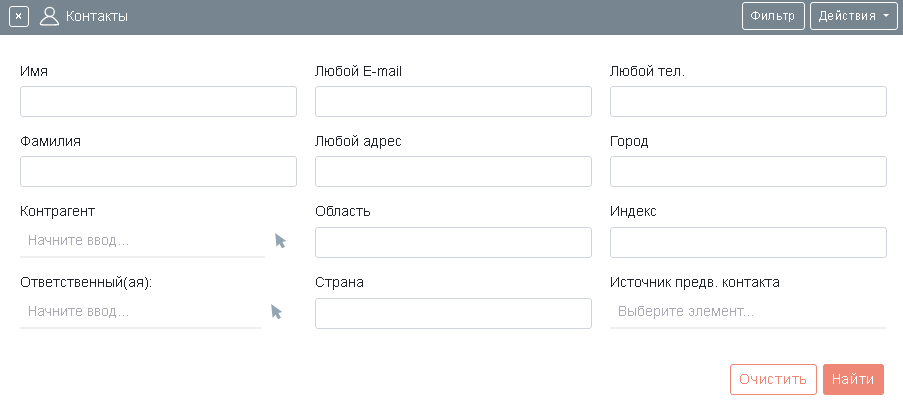 × Контакты Фильтр Действия
Имя Любой E-mail Любой тел.
Фамилия Любой адрес Город
Контрагент Область Индекс
Начните ввод...
Ответственный(ая): Страна Источник предв. контакта
Начните ввод... Выберите элемент...
Очистить Найти